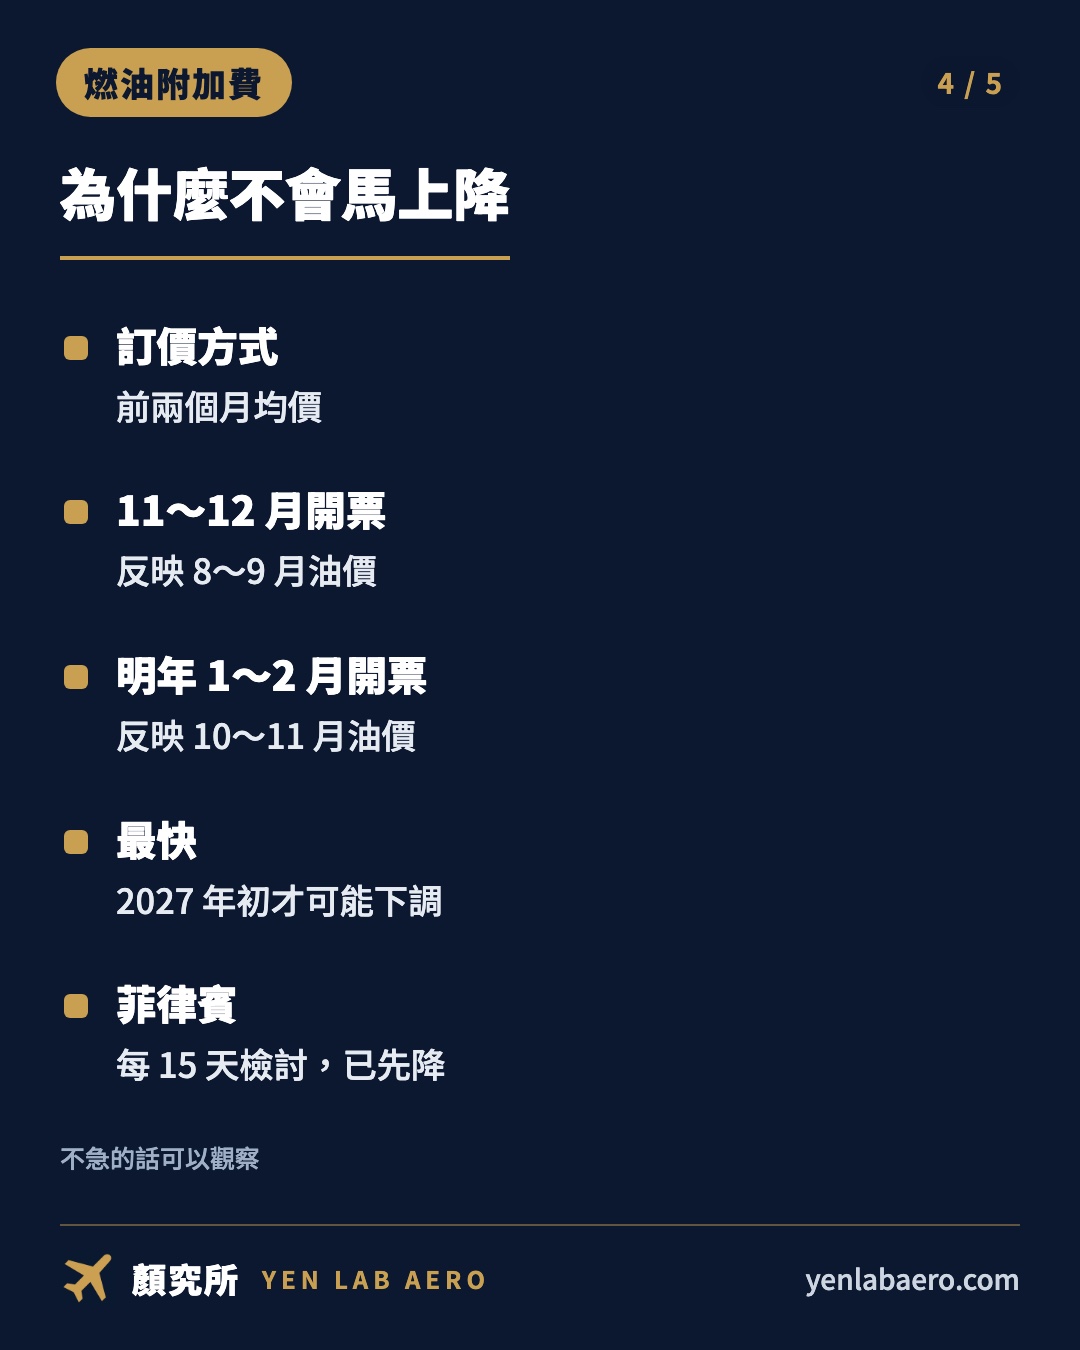 燃油附加費
4 / 5
為什麼不會馬上降
訂價方式
前兩個月均價
11～12 月開票
反映 8～9 月油價
明年 1～2 月開票
反映 10～11 月油價
最快
2027 年初才可能下調
菲律賓
每 15 天檢討，已先降
不急的話可以觀察
顏究所 YEN LAB AERO
yenlabaero.com